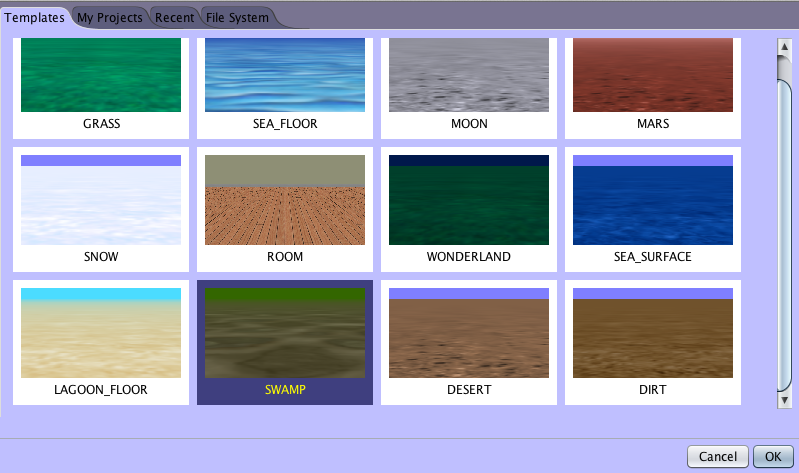 Templates My Projects Recent File System
GRASS SEA_FLOOR MOON MARS
SNOW ROOM WONDERLAND SEA_SURFACE
LAGOON_FLOOR SWAMP DESERT DIRT
Cancel OK